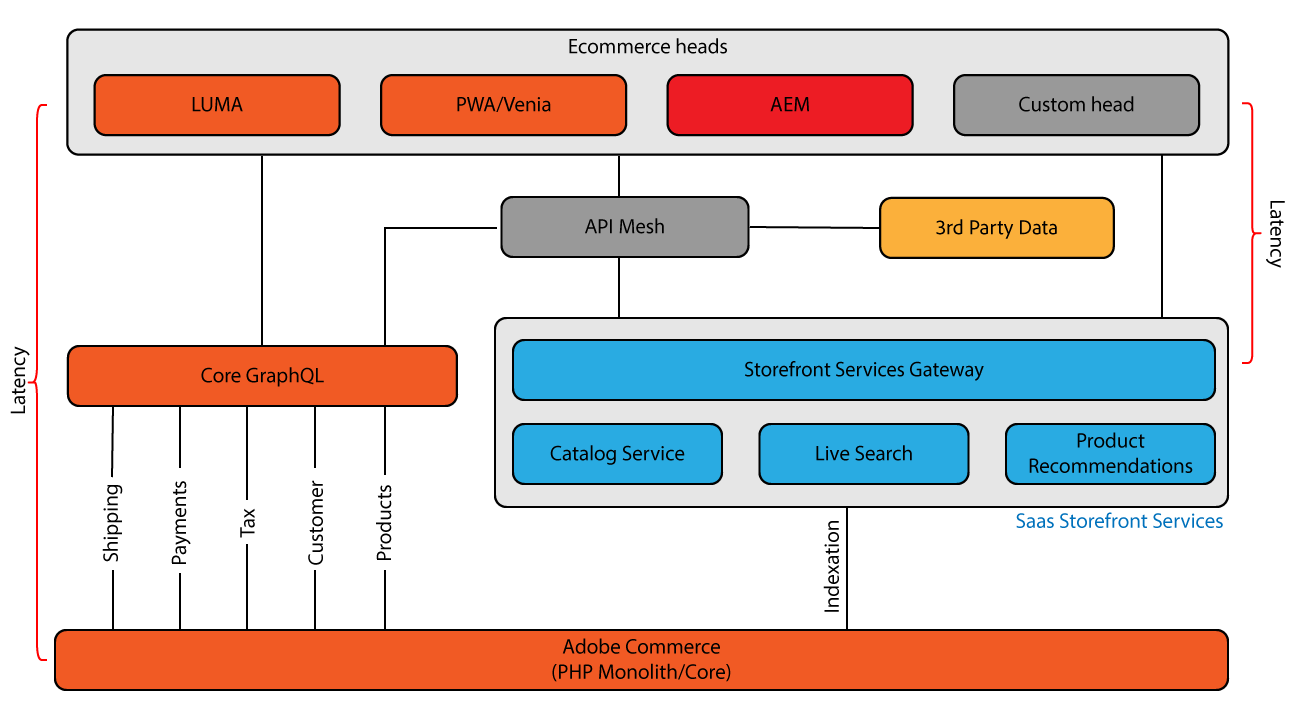 Ecommerce heads
LUMA
PWA/Venia
AEM
Custom head
API Mesh
3rd Party Data
Latency
Latency
Core GraphQL
Storefront Services Gateway
Catalog Service
Live Search
Product
Recommendations
Saas Storefront Services
Shipping
Payments
Tax
Customer
Products
Indexation
Adobe Commerce
(PHP Monolith/Core)